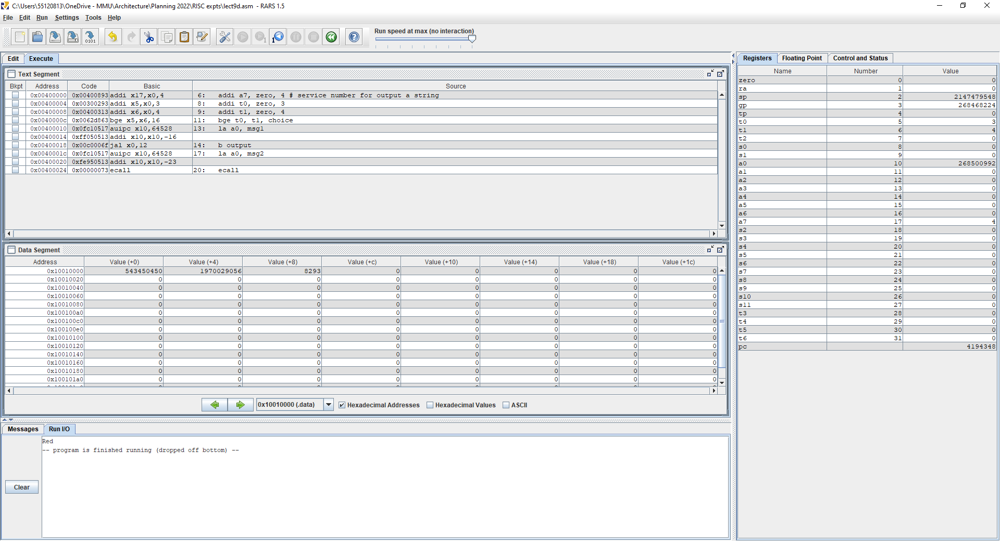 C:\Users\55120813\OneDrive - MMU\Architecture\Planning 2022\RISC expts\lect9d.asm - RARS 1.5
File Edit Run Settings Tools Help
Run speed at max (no interaction)
Edit Execute
Text Segment
Bkpt Address Code Basic Source
0x00400000 0x00400893 addi x17,x0,4 6: addi a7, zero, 4 # service number for output a string
0x00400004 0x00300293 addi x5,x0,3 8: addi t0, zero, 3
0x00400008 0x00400313 addi x6,x0,4 9: addi t1, zero, 4
0x0040000c 0x0062d863 bge x5,x6,16 11: bge t0, t1, choice
0x00400010 0x0fc10517 auipc x10,64528 13: la a0, msg1
0x00400014 0xff050513 addi x10,x10,-16
0x00400018 0x00c0006f jal x0,12 14: b output
0x0040001c 0x0fc10517 auipc x10,64528 17: la a0, msg2
0x00400020 0xfe950513 addi x10,x10,-23
0x00400024 0x00000073 ecall 20: ecall
Data Segment
Address Value (+0) Value (+4) Value (+8) Value (+c) Value (+10) Value (+14) Value (+18) Value (+1c)
0x10010000 543450450 1970029056 8293 0 0 0 0 0
0x10010020 0 0 0 0 0 0 0 0
0x10010040 0 0 0 0 0 0 0 0
0x10010060 0 0 0 0 0 0 0 0
0x10010080 0 0 0 0 0 0 0 0
0x100100a0 0 0 0 0 0 0 0 0
0x100100c0 0 0 0 0 0 0 0 0
0x100100e0 0 0 0 0 0 0 0 0
0x10010100 0 0 0 0 0 0 0 0
0x10010120 0 0 0 0 0 0 0 0
0x10010140 0 0 0 0 0 0 0 0
0x10010160 0 0 0 0 0 0 0 0
0x10010180 0 0 0 0 0 0 0 0
0x100101a0 0 0 0 0 0 0 0 0
0x10010000 (.data) Hexadecimal Addresses Hexadecimal Values ASCII
Messages Run I/O
Red
-- program is finished running (dropped off bottom) --
Clear
Registers Floating Point Control and Status
Name Number Value
zero 0 0
ra 1 0
sp 2 2147479548
gp 3 268468224
tp 4 0
t0 5 3
t1 6 4
t2 7 0
s0 8 0
s1 9 0
a0 10 268500992
a1 11 0
a2 12 0
a3 13 0
a4 14 0
a5 15 0
a6 16 0
a7 17 4
s2 18 0
s3 19 0
s4 20 0
s5 21 0
s6 22 0
s7 23 0
s8 24 0
s9 25 0
s10 26 0
s11 27 0
t3 28 0
t4 29 0
t5 30 0
t6 31 0
pc 4194348